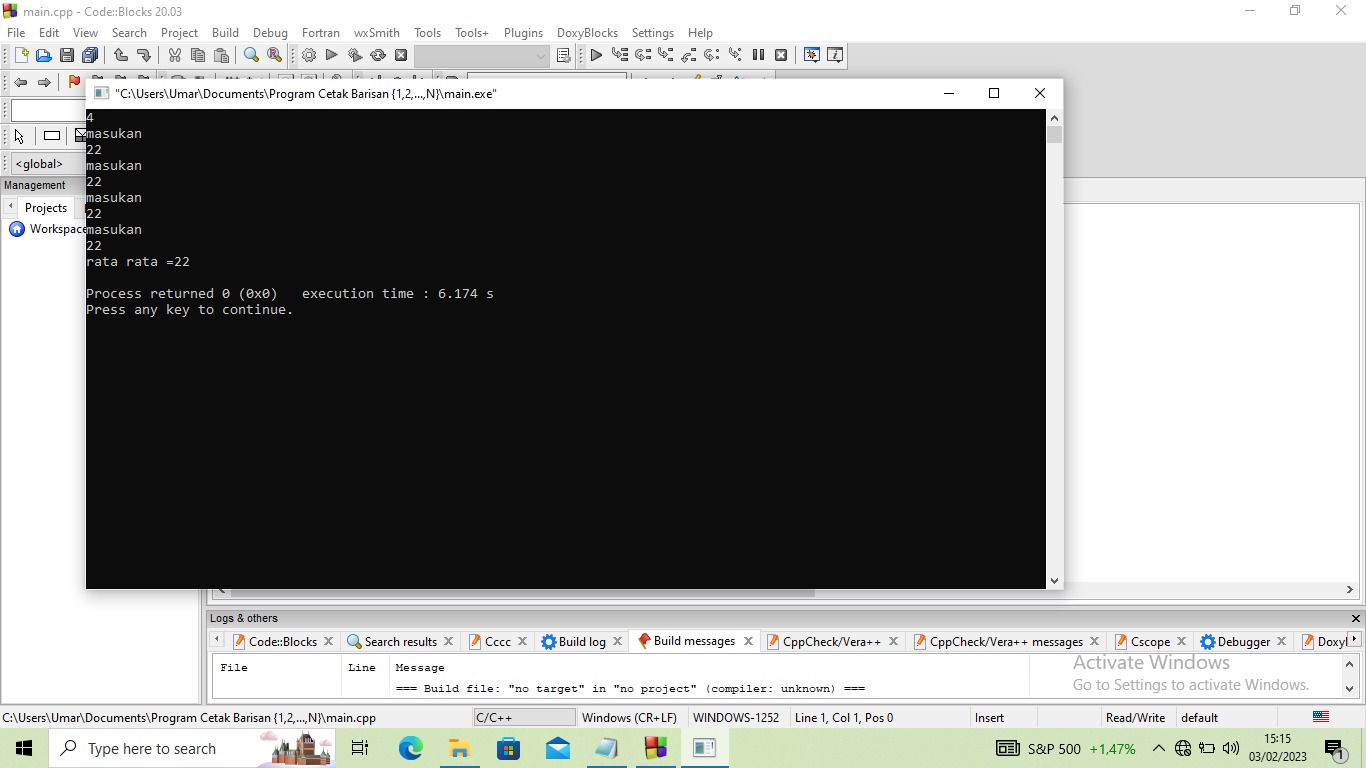 main.cpp - Code::Blocks 20.03
File Edit View Search Project Build Debug Fortran wxSmith Tools Tools+ Plugins DoxyBlocks Settings Help
"C:\Users\Umar\Documents\Program Cetak Barisan {1,2,...,N}\main.exe"
4
masukan
22
masukan
22
masukan
22
masukan
22
rata rata =22
Process returned 0 (0x0)   execution time : 6.174 s
Press any key to continue.
<global>
Management
Projects
Workspace
Logs & others
Code::Blocks Search results Cccc Build log Build messages CppCheck/Vera++ CppCheck/Vera++ messages Cscope Debugger
File Line Message
=== Build file: "no target" in "no project" (compiler: unknown) ===
Activate Windows
Go to Settings to activate Windows.
C:\Users\Umar\Documents\Program Cetak Barisan {1,2,...,N}\main.cpp C/C++ Windows (CR+LF) WINDOWS-1252 Line 1, Col 1, Pos 0 Insert Read/Write default
Type here to search
S&P 500 +1,47%
15:15
03/02/2023
1